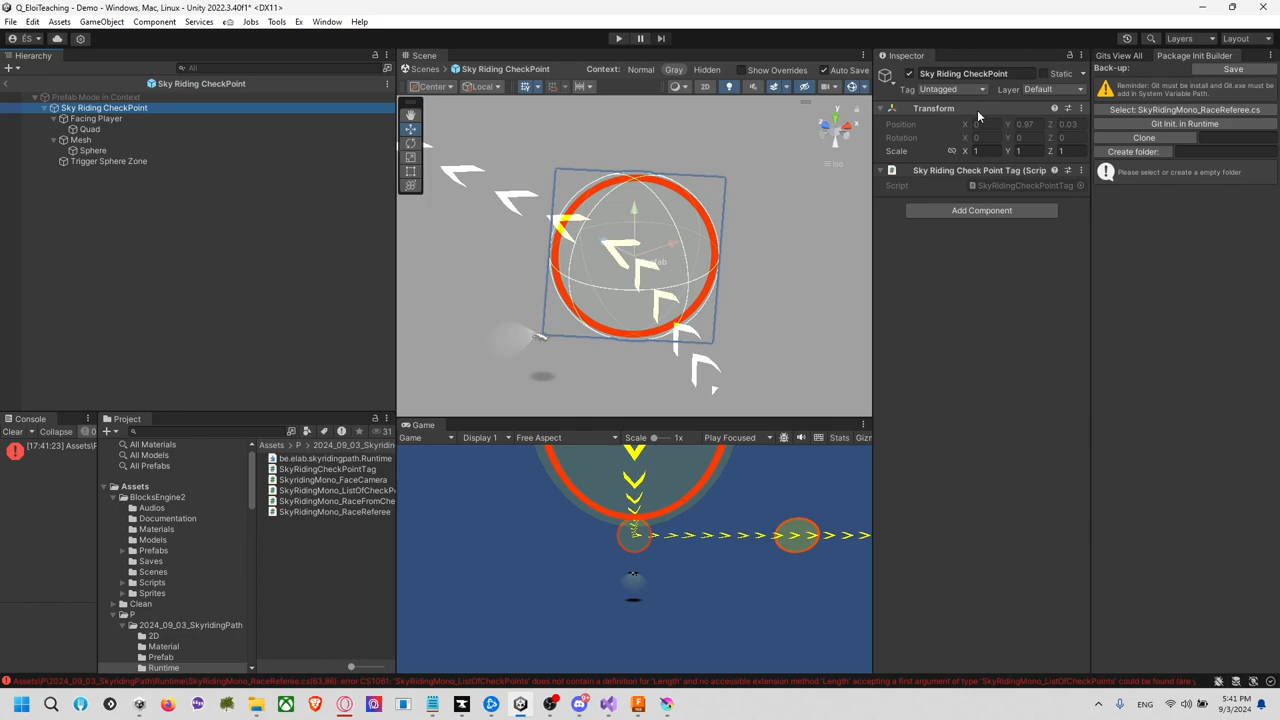 Q_EloiTeaching - Demo - Windows, Mac, Linux - Unity 2022.3.40f1* <DX11>
File Edit Assets GameObject Component Services Jobs Tools Ex Window Help
ÉS Layers Layout
Hierarchy Scene Inspector Gits View All Package Init Builder
All Scenes Sky Riding CheckPoint Context: Normal Gray Hidden Show Overrides Auto Save Sky Riding CheckPoint Static Back-up: Save
Sky Riding CheckPoint Center Local 2D Tag Untagged Layer Default Reminder: Git must be install and Git.exe must be add in System Variable Path.
Prefab Mode in Context
Sky Riding CheckPoint Transform Select: SkyRidingMono_RaceReferee.cs
Facing Player Position X 0 Y 0.97 Z 0.03 Git Init. in Runtime
Quad Rotation X 0 Y 0 Z 0 Clone
Mesh Scale X 1 Y 1 Z 1 Create folder:
Sphere
Trigger Sphere Zone Iso Sky Riding Check Point Tag (Scrip Please select or create a empty folder
Script SkyRidingCheckPointTag
Add Component
y x
Console Project Game
Clear Collapse 0 31 Game Display 1 Free Aspect Scale 1x Play Focused Stats Giz
[17:41:23] Assets\P All Materials Assets > P > 2024_09_03_Skyridin
All Models be.elab.skyridingpath.Runtime
All Prefabs SkyRidingCheckPointTag
SkyridingMono_FaceCamera
Assets SkyRidingMono_ListOfCheckPo
BlocksEngine2 SkyRidingMono_RaceFromChe
Audios SkyRidingMono_RaceReferee
Documentation
Materials
Models
Prefabs
Saves
Scenes
Scripts
Sprites
Clean
P
2024_09_03_SkyridingPath
2D
Material
Prefab
Runtime
Assets\P\2024_09_03_SkyridingPath\Runtime\SkyRidingMono_RaceReferee.cs(63,86): error CS1061: 'SkyRidingMono_ListOfCheckPoints' does not contain a definition for 'Length' and no accessible extension method 'Length' accepting a first argument of type 'SkyRidingMono_ListOfCheckPoints' could be found (are y
5:41 PM
9/3/2024